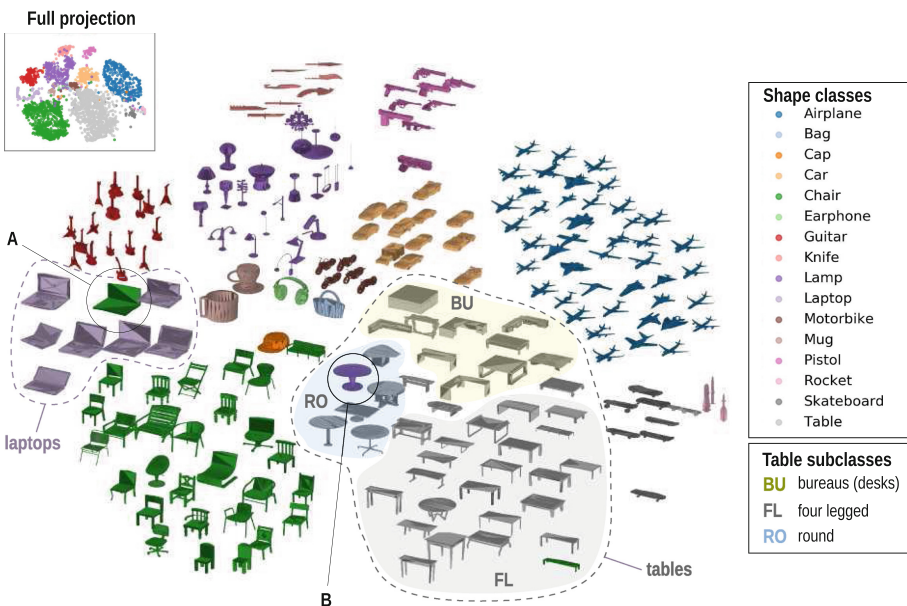 Full projection
Shape classes
Airplane
Bag
Cap
Car
Chair
Earphone
Guitar
Knife
Lamp
Laptop
Motorbike
Mug
Pistol
Rocket
Skateboard
Table
Table subclasses
BU bureaus (desks)
FL four legged
RO round
A
BU
RO
laptops
FL
tables
B